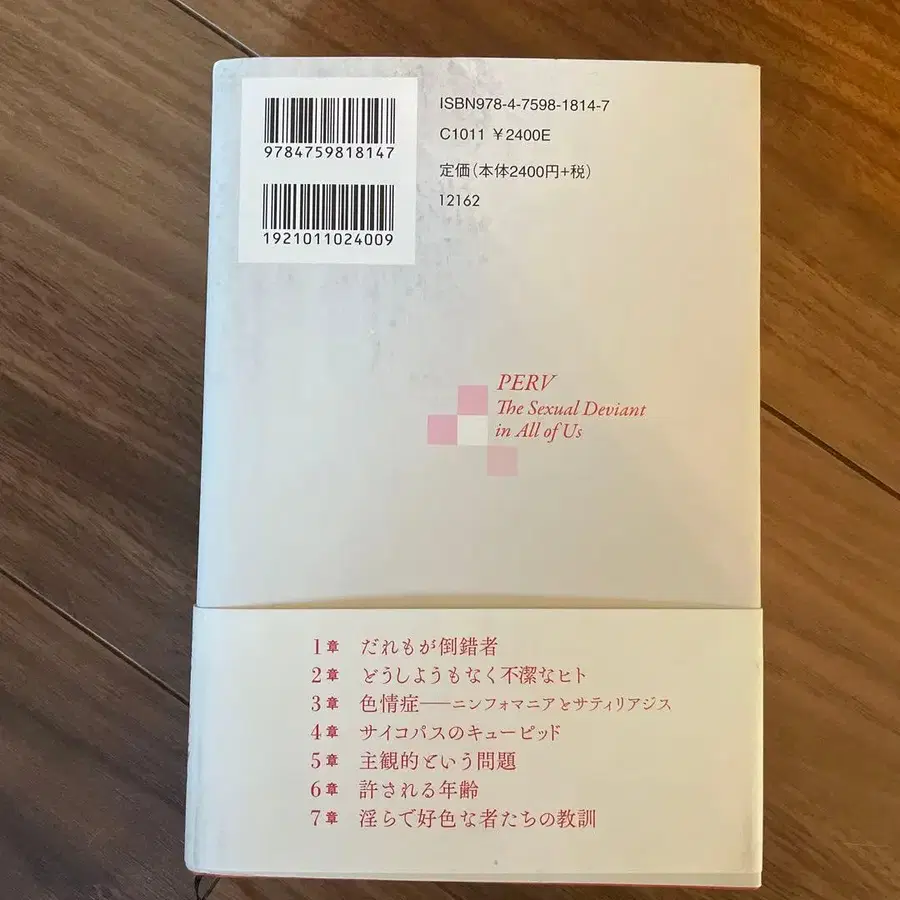 9784759818147
1921011024009
ISBN978-4-7598-1814-7
C1011 ¥2400E
定価(本体2400円+税)
12162
PERV
The Sexual Deviant
in All of Us
1章 だれもが倒錯者
2章 どうしようもなく不潔なヒト
3章 色情症――ニンフォマニアとサティリアジス
4章 サイコパスのキューピッド
5章 主観的という問題
6章 許される年齢
7章 淫らで好色な者たちの教訓